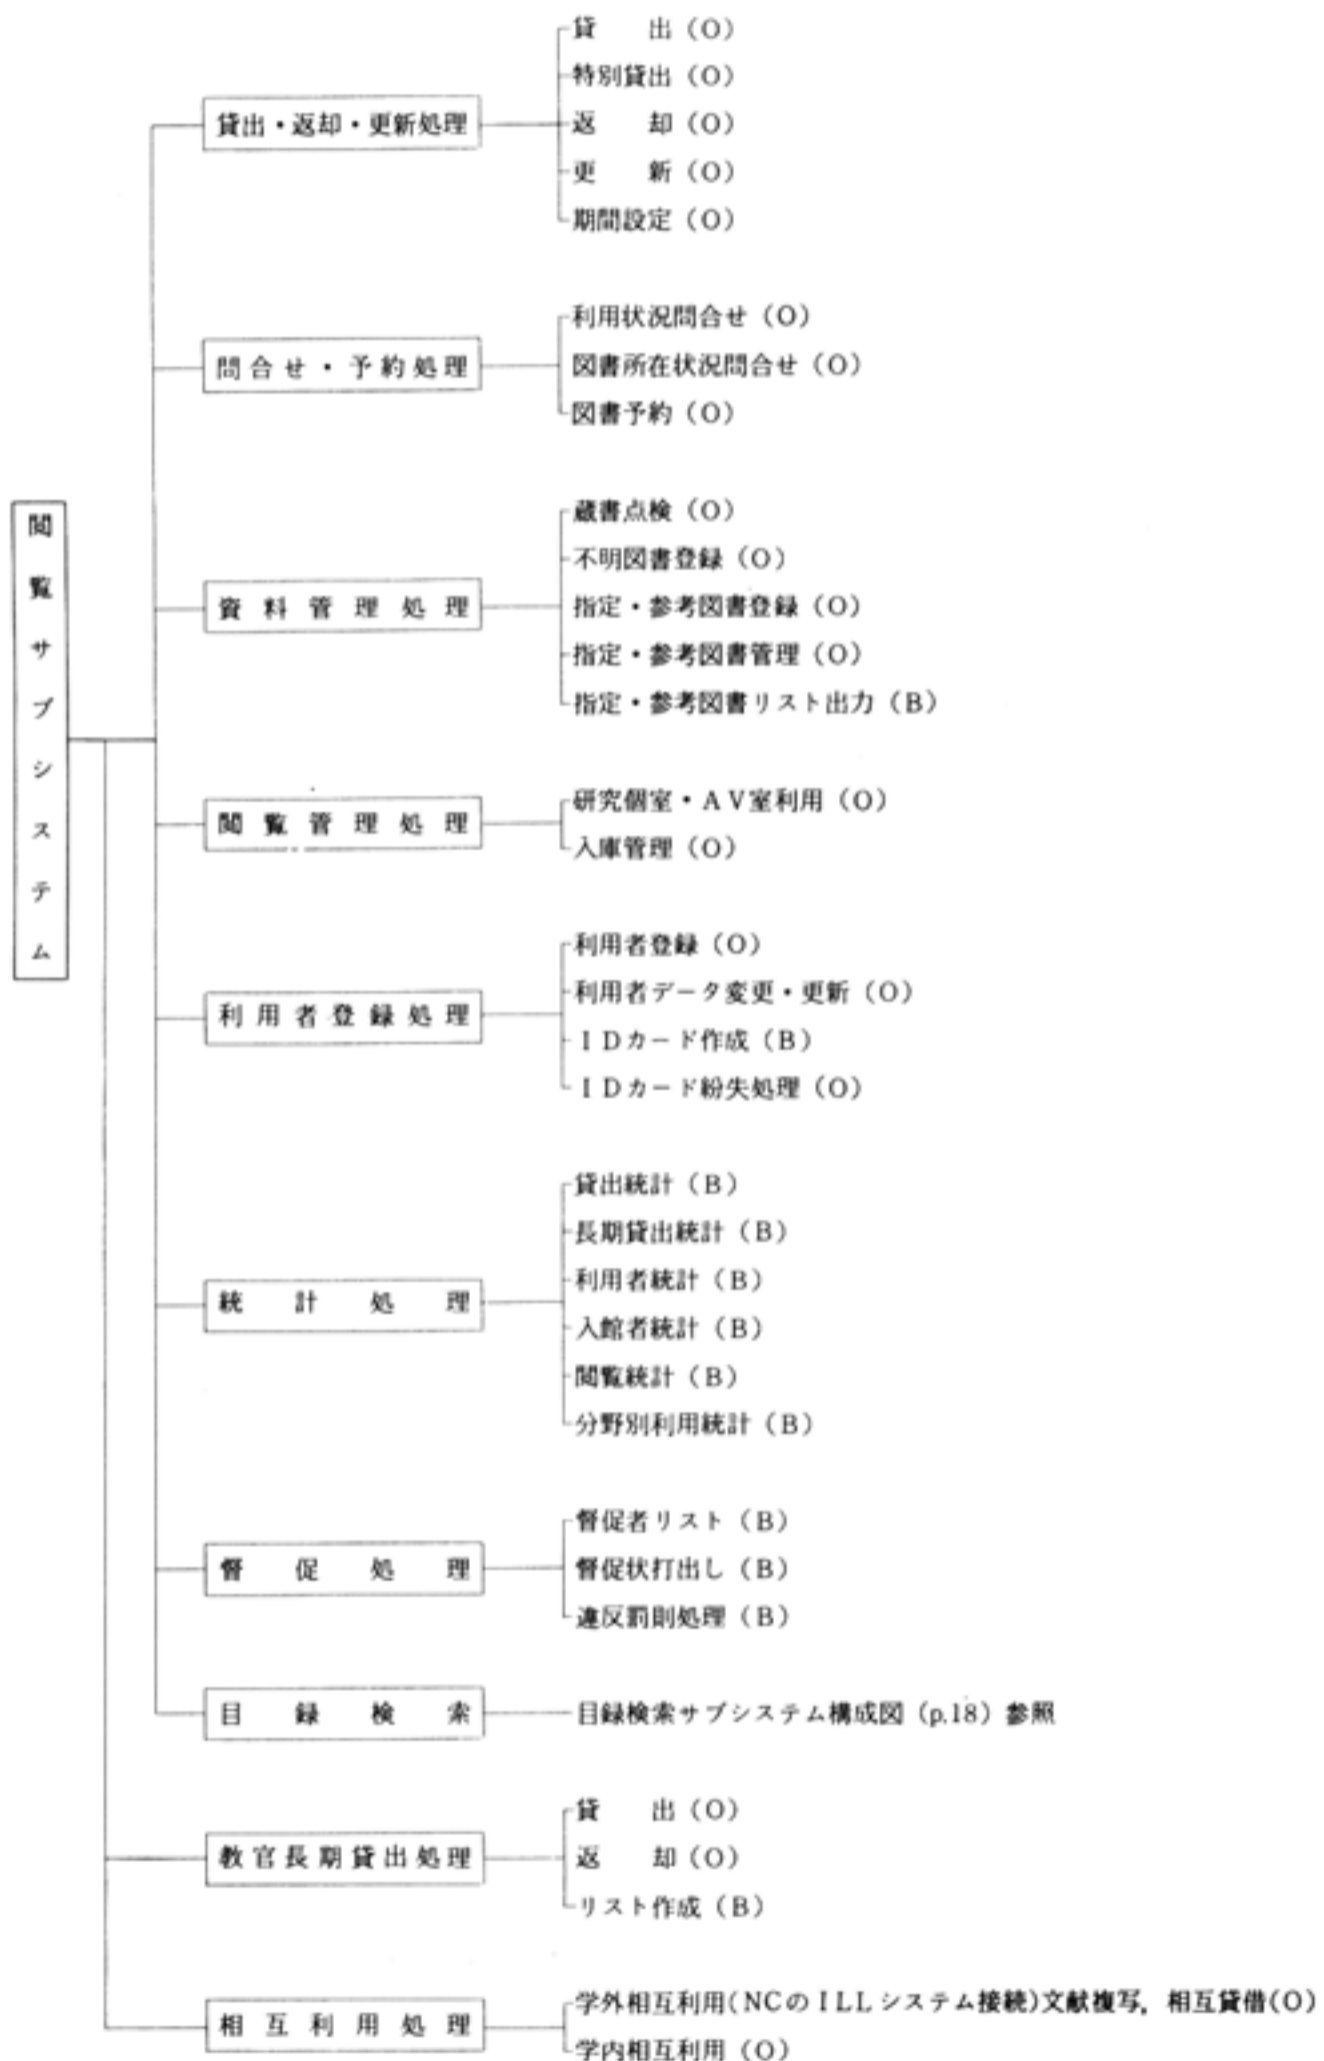 閲覧サブシステム
貸出・返却・更新処理
貸　出（O）
特別貸出（O）
返　却（O）
更　新（O）
期間設定（O）
問合せ・予約処理
利用状況問合せ（O）
図書所在状況問合せ（O）
図書予約（O）
資料管理処理
蔵書点検（O）
不明図書登録（O）
指定・参考図書登録（O）
指定・参考図書管理（O）
指定・参考図書リスト出力（B）
閲覧管理処理
研究個室・ＡＶ室利用（O）
入庫管理（O）
利用者登録処理
利用者登録（O）
利用者データ変更・更新（O）
ＩＤカード作成（B）
ＩＤカード紛失処理（O）
統計処理
貸出統計（B）
長期貸出統計（B）
利用者統計（B）
入館者統計（B）
閲覧統計（B）
分野別利用統計（B）
督促処理
督促者リスト（B）
督促状打出し（B）
違反罰則処理（B）
目録検索
目録検索サブシステム構成図（p.18）参照
教官長期貸出処理
貸　出（O）
返　却（O）
リスト作成（B）
相互利用処理
学外相互利用(NCのＩＬＬシステム接続)文献複写，相互貸借(O)
学内相互利用（O）